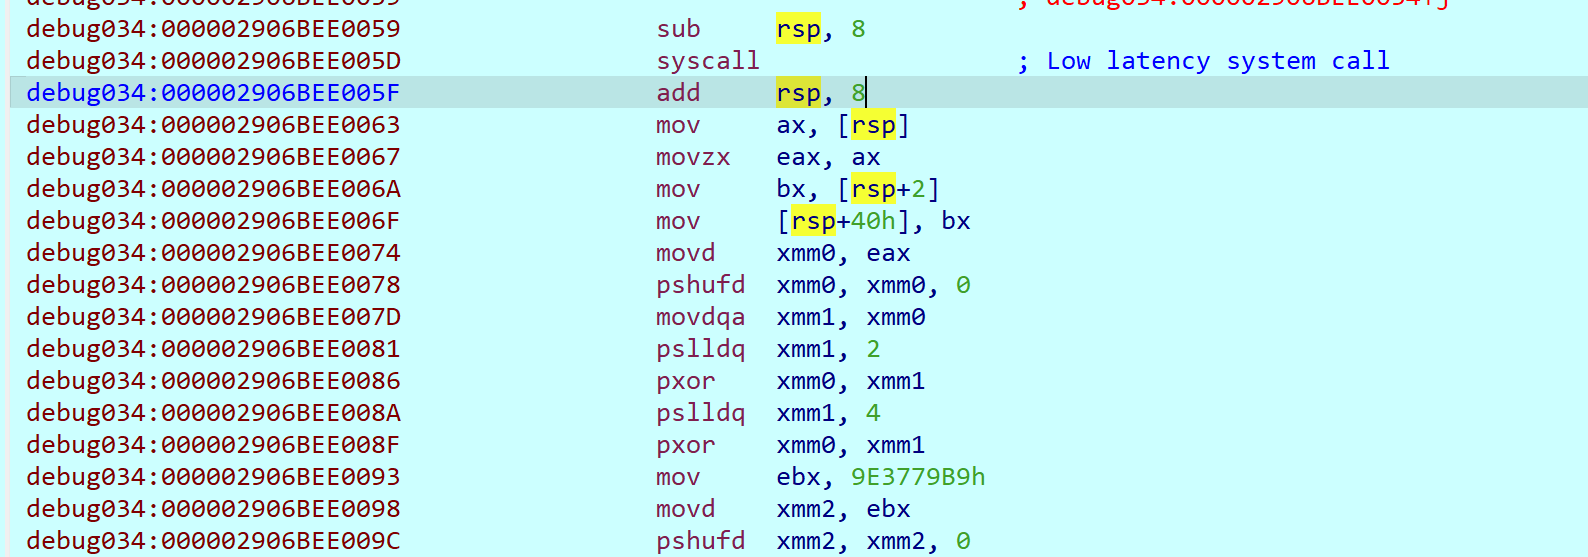 debug034:000002906BEE0059 sub rsp, 8
debug034:000002906BEE005D syscall ; Low latency system call
debug034:000002906BEE005F add rsp, 8
debug034:000002906BEE0063 mov ax, [rsp]
debug034:000002906BEE0067 movzx eax, ax
debug034:000002906BEE006A mov bx, [rsp+2]
debug034:000002906BEE006F mov [rsp+40h], bx
debug034:000002906BEE0074 movd xmm0, eax
debug034:000002906BEE0078 pshufd xmm0, xmm0, 0
debug034:000002906BEE007D movdqa xmm1, xmm0
debug034:000002906BEE0081 pslldq xmm1, 2
debug034:000002906BEE0086 pxor xmm0, xmm1
debug034:000002906BEE008A pslldq xmm1, 4
debug034:000002906BEE008F pxor xmm0, xmm1
debug034:000002906BEE0093 mov ebx, 9E3779B9h
debug034:000002906BEE0098 movd xmm2, ebx
debug034:000002906BEE009C pshufd xmm2, xmm2, 0